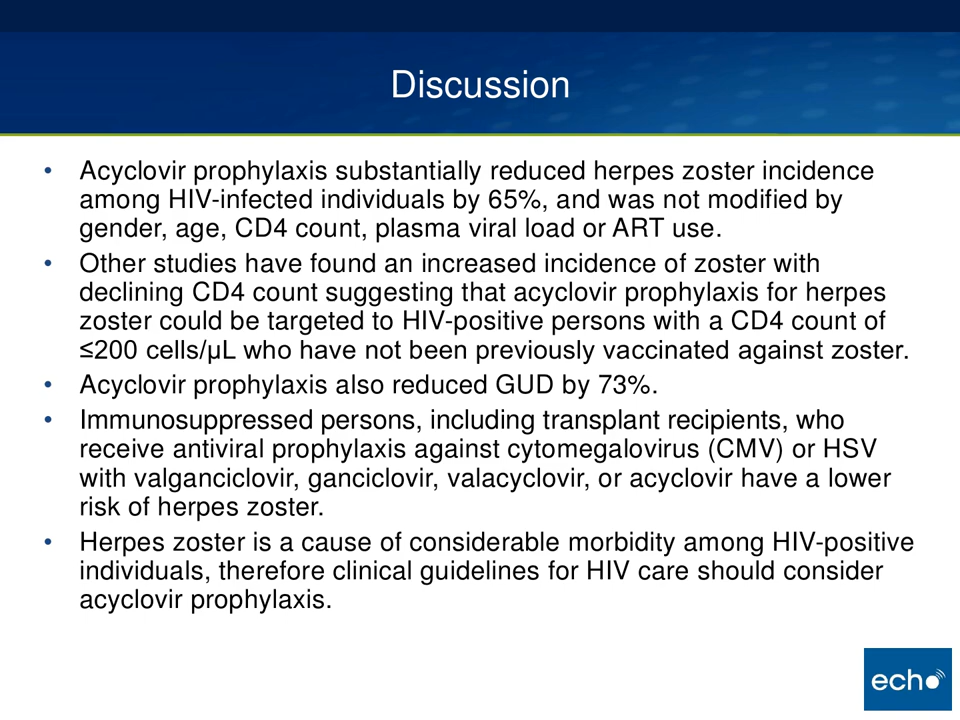 Discussion
• Acyclovir prophylaxis substantially reduced herpes zoster incidence
among HIV-infected individuals by 65%, and was not modified by
gender, age, CD4 count, plasma viral load or ART use.
• Other studies have found an increased incidence of zoster with
declining CD4 count suggesting that acyclovir prophylaxis for herpes
zoster could be targeted to HIV-positive persons with a CD4 count of
≤200 cells/µL who have not been previously vaccinated against zoster.
• Acyclovir prophylaxis also reduced GUD by 73%.
• Immunosuppressed persons, including transplant recipients, who
receive antiviral prophylaxis against cytomegalovirus (CMV) or HSV
with valganciclovir, ganciclovir, valacyclovir, or acyclovir have a lower
risk of herpes zoster.
• Herpes zoster is a cause of considerable morbidity among HIV-positive
individuals, therefore clinical guidelines for HIV care should consider
acyclovir prophylaxis.
echo